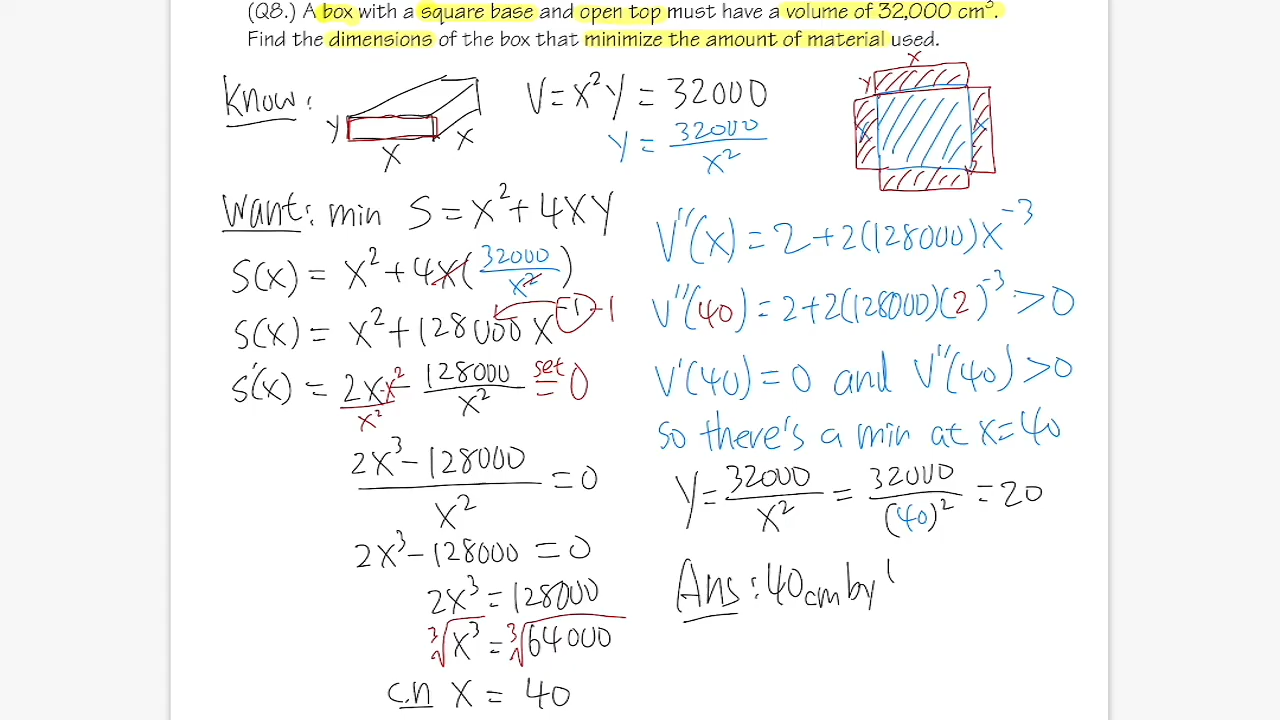 (Q8.) A box with a square base and open top must have a volume of 32,000 cm³.
Find the dimensions of the box that minimize the amount of material used.
Know:
Y
X
X
V = X²Y = 32000
Y = 32000/X²
X
Y
X
X
Want: min S = X² + 4XY
S(X) = X² + 4X(32000/X²)
S(X) = X² + 128000 X⁻¹ -1
S'(X) = 2X·X²/X² - 128000/X² set = 0
(2X³ - 128000)/X² = 0
2X³ - 128000 = 0
2X³ = 128000
∛X³ = ∛64000
C.N X = 40
V''(X) = 2 + 2(128000)X⁻³
V''(40) = 2 + 2(128000)(2)⁻³ > 0
V'(40) = 0 and V''(40) > 0
so there's a min at X = 40
Y = 32000/X² = 32000/(40)² = 20
Ans: 40cm by